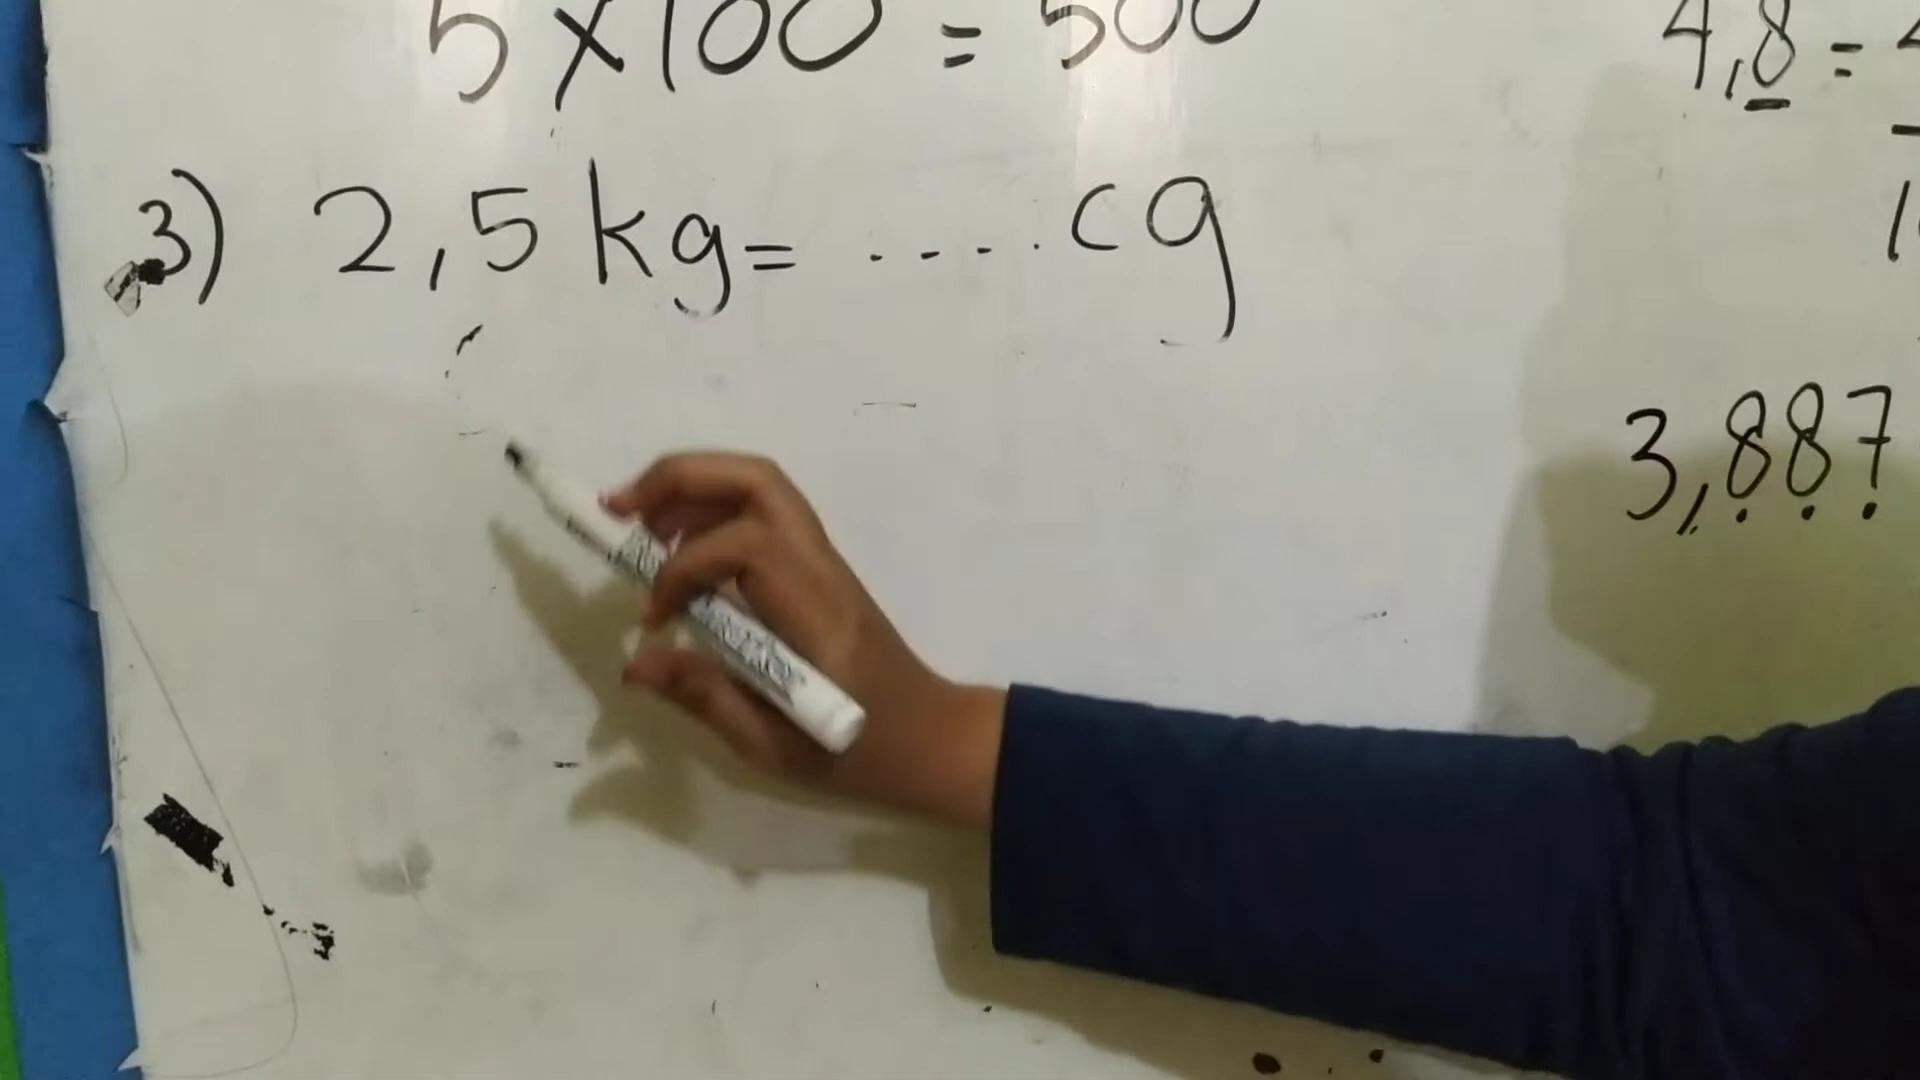 5 × 100 = 500
4,8 =
3) 2,5 kg = .... cg
3,887